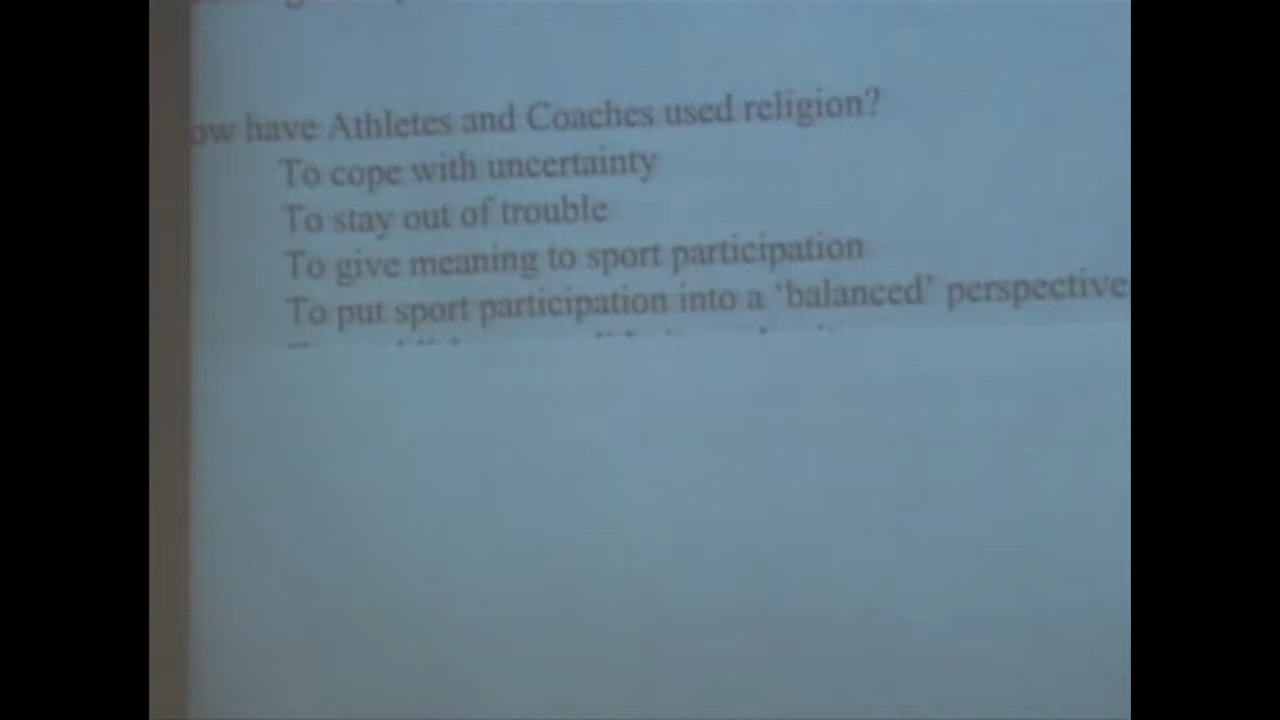 ow have Athletes and Coaches used religion?
To cope with uncertainty
To stay out of trouble
To give meaning to sport participation
To put sport participation into a 'balanced' perspective